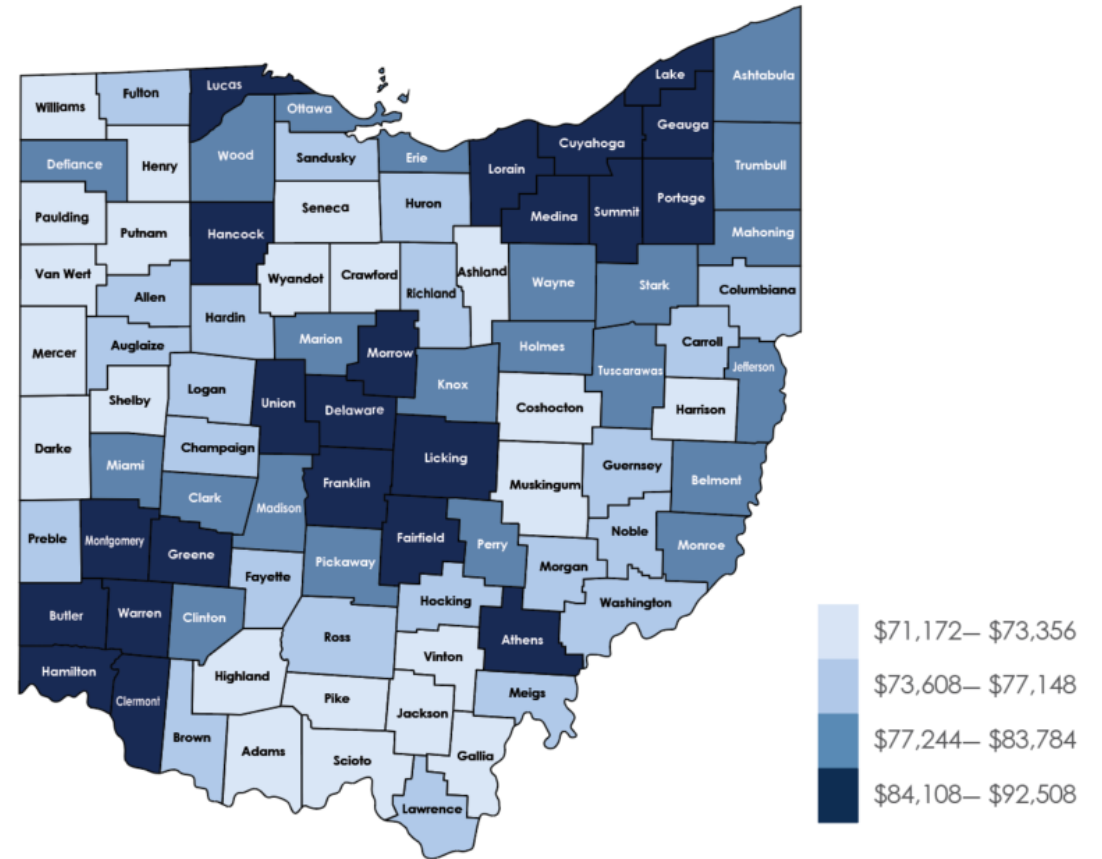 Lucas
Lake
Ashtabula
Williams
Fulton
Ottawa
Geauga
Cuyahoga
Defiance
Henry
Wood
Sandusky
Erie
Lorain
Trumbull
Paulding
Seneca
Huron
Medina
Summit
Portage
Putnam
Hancock
Mahoning
Van Wert
Wyandot
Crawford
Ashland
Allen
Richland
Wayne
Stark
Columbiana
Hardin
Mercer
Auglaize
Marion
Morrow
Holmes
Carroll
Tuscarawas
Jefferson
Shelby
Logan
Union
Delaware
Knox
Coshocton
Harrison
Darke
Champaign
Licking
Guernsey
Miami
Clark
Madison
Franklin
Muskingum
Belmont
Preble
Montgomery
Greene
Fairfield
Perry
Noble
Monroe
Pickaway
Fayette
Morgan
Butler
Warren
Clinton
Hocking
Washington
Ross
Athens
Hamilton
Highland
Vinton
Clermont
Pike
Meigs
Brown
Jackson
Adams
Scioto
Gallia
Lawrence
$71,172— $73,356
$73,608— $77,148
$77,244— $83,784
$84,108— $92,508